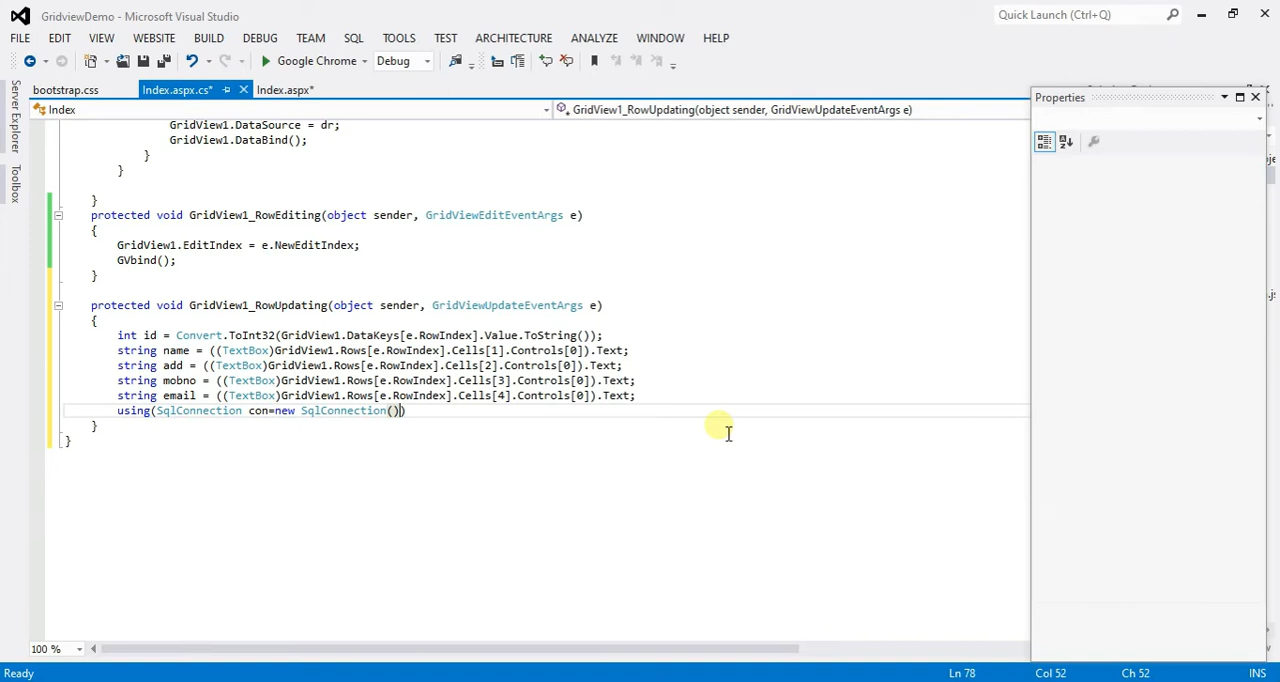 GridviewDemo - Microsoft Visual Studio
Quick Launch (Ctrl+Q)
FILE EDIT VIEW WEBSITE BUILD DEBUG TEAM SQL TOOLS TEST ARCHITECTURE ANALYZE WINDOW HELP
Google Chrome Debug
Server Explorer
Toolbox
bootstrap.css Index.aspx.cs* Index.aspx*
Index GridView1_RowUpdating(object sender, GridViewUpdateEventArgs e)
GridView1.DataSource = dr;
GridView1.DataBind();
}
}
}
protected void GridView1_RowEditing(object sender, GridViewEditEventArgs e)
{
GridView1.EditIndex = e.NewEditIndex;
GVbind();
}
protected void GridView1_RowUpdating(object sender, GridViewUpdateEventArgs e)
{
int id = Convert.ToInt32(GridView1.DataKeys[e.RowIndex].Value.ToString());
string name = ((TextBox)GridView1.Rows[e.RowIndex].Cells[1].Controls[0]).Text;
string add = ((TextBox)GridView1.Rows[e.RowIndex].Cells[2].Controls[0]).Text;
string mobno = ((TextBox)GridView1.Rows[e.RowIndex].Cells[3].Controls[0]).Text;
string email = ((TextBox)GridView1.Rows[e.RowIndex].Cells[4].Controls[0]).Text;
using(SqlConnection con=new SqlConnection())
}
}
Properties
100 %
Ready Ln 78 Col 52 Ch 52 INS